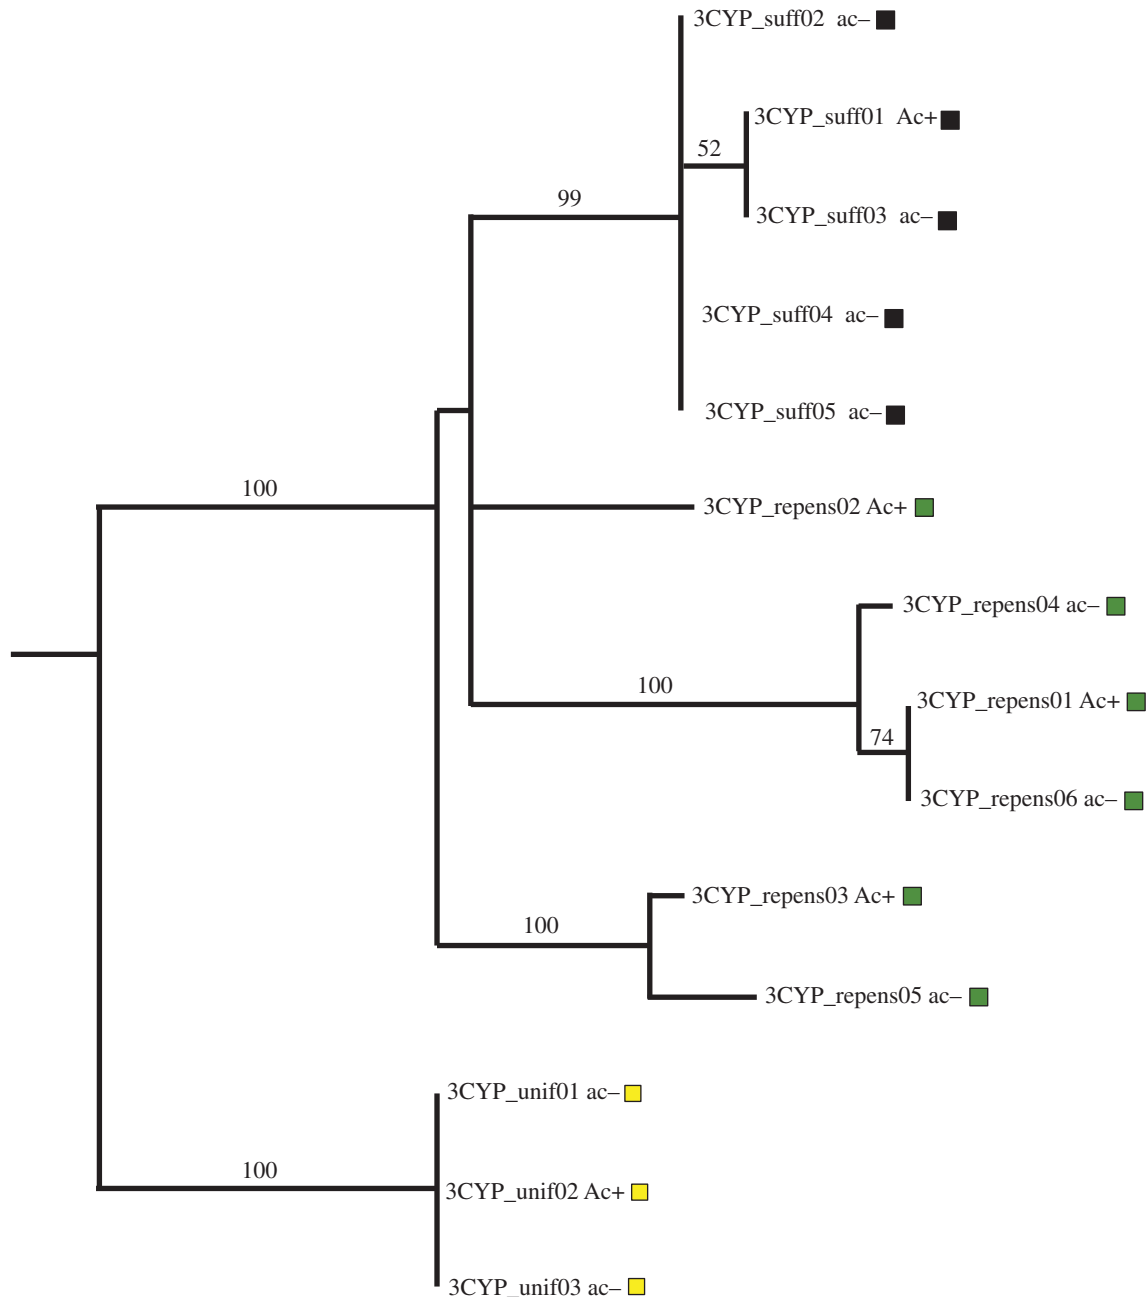 3CYP_suff02 ac–
3CYP_suff01 Ac+
52
3CYP_suff03 ac–
99
3CYP_suff04 ac–
3CYP_suff05 ac–
100
3CYP_repens02 Ac+
3CYP_repens04 ac–
100
3CYP_repens01 Ac+
74
3CYP_repens06 ac–
3CYP_repens03 Ac+
100
3CYP_repens05 ac–
3CYP_unif01 ac–
100
3CYP_unif02 Ac+
3CYP_unif03 ac–